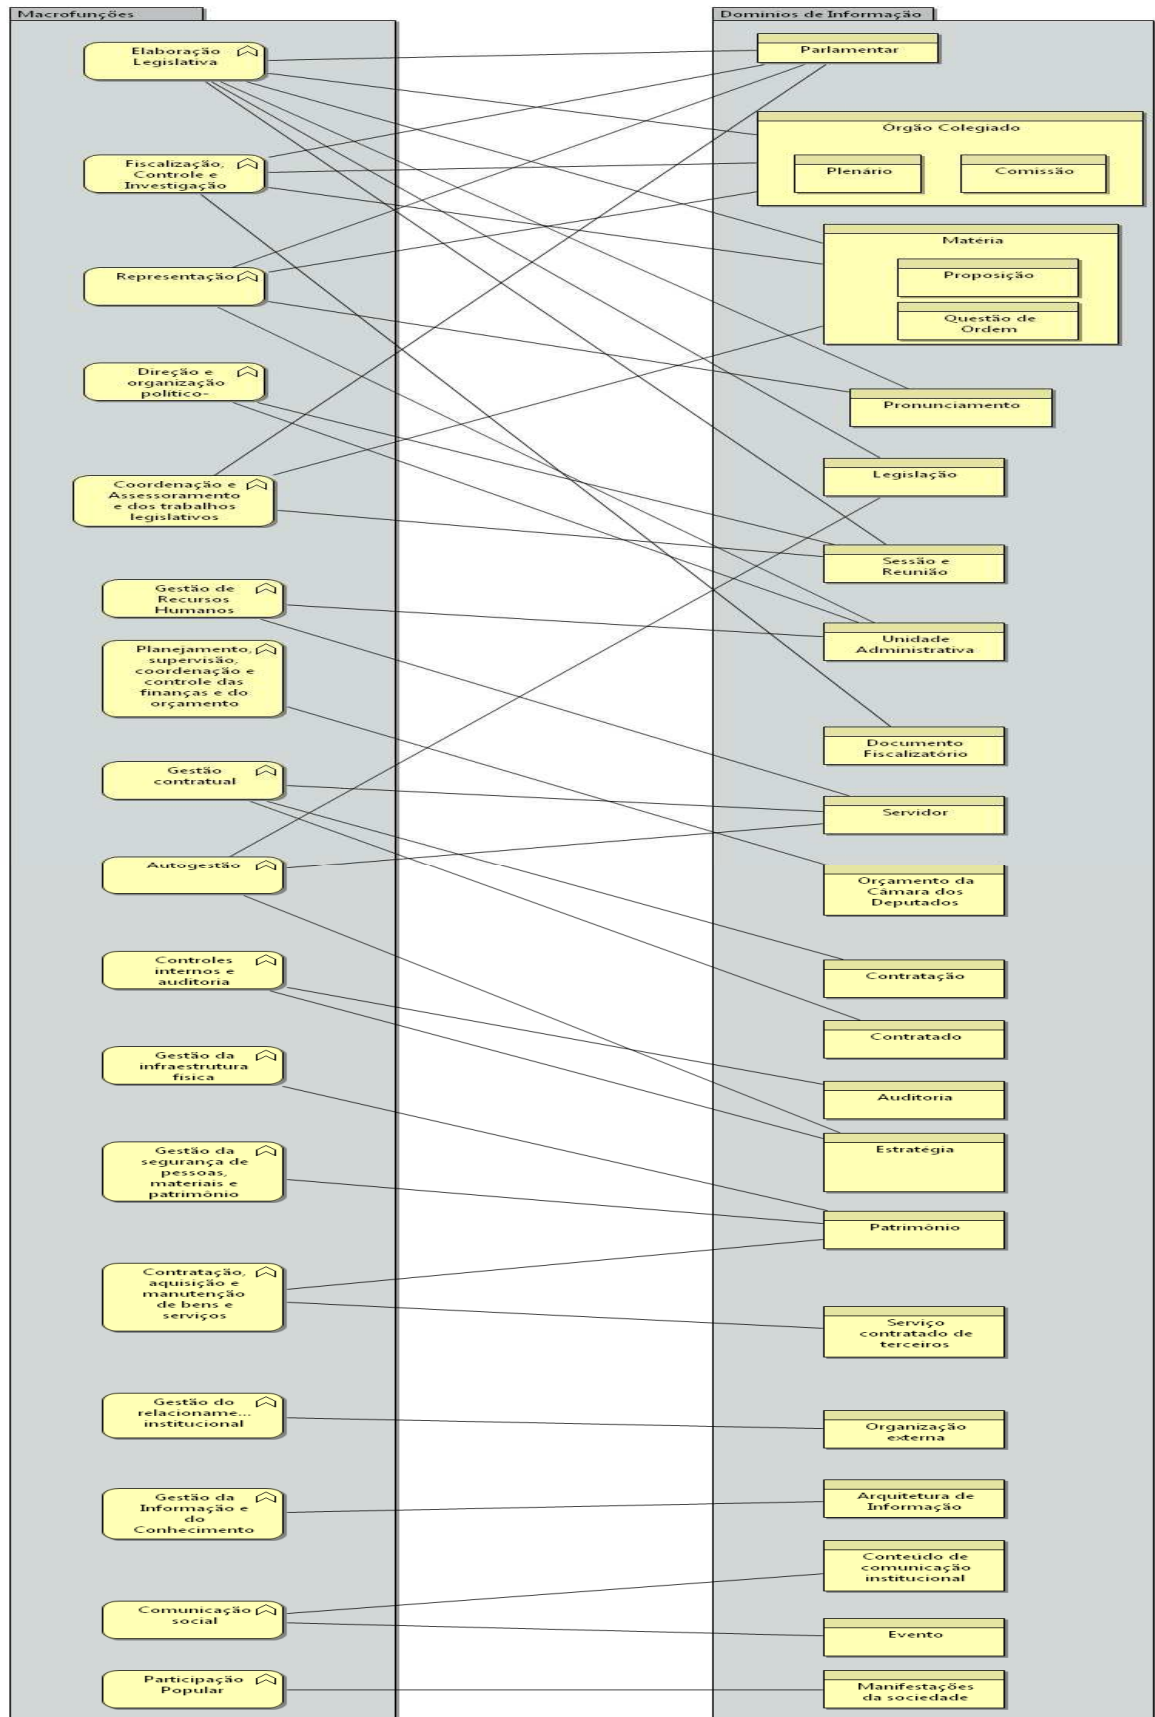 Macrofunções
Elaboração
Legislativa
Fiscalização,
Controle e
Investigação
Representação
Direção e
organização
político-
Coordenação e
Assessoramento
e dos trabalhos
legislativos
Gestão de
Recursos
Humanos
Planejamento,
supervisão,
coordenação e
controle das
finanças e do
orçamento
Gestão
contratual
Autogestão
Controles
internos e
auditoria
Gestão da
infraestrutura
física
Gestão da
segurança de
pessoas,
materiais e
patrimônio
Contratação,
aquisição e
manutenção
de bens e
serviços
Gestão do
relacioname...
institucional
Gestão da
Informação e
do
Conhecimento
Comunicação
social
Participação
Popular
Domínios de Informação
Parlamentar
Órgão Colegiado
Plenário
Comissão
Matéria
Proposição
Questão de
Ordem
Pronunciamento
Legislação
Sessão e
Reunião
Unidade
Administrativa
Documento
Fiscalizatório
Servidor
Orçamento da
Câmara dos
Deputados
Contratação
Contratado
Auditoria
Estratégia
Patrimônio
Serviço
contratado de
terceiros
Organização
externa
Arquitetura de
Informação
Conteúdo de
comunicação
institucional
Evento
Manifestações
da sociedade